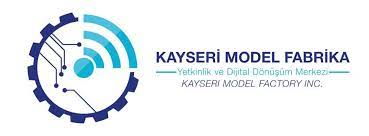 KAYSERİ MODEL FABRİKA
Yetkinlik ve Dijital Dönüşüm Merkezi
KAYSERI MODEL FACTORY INC.